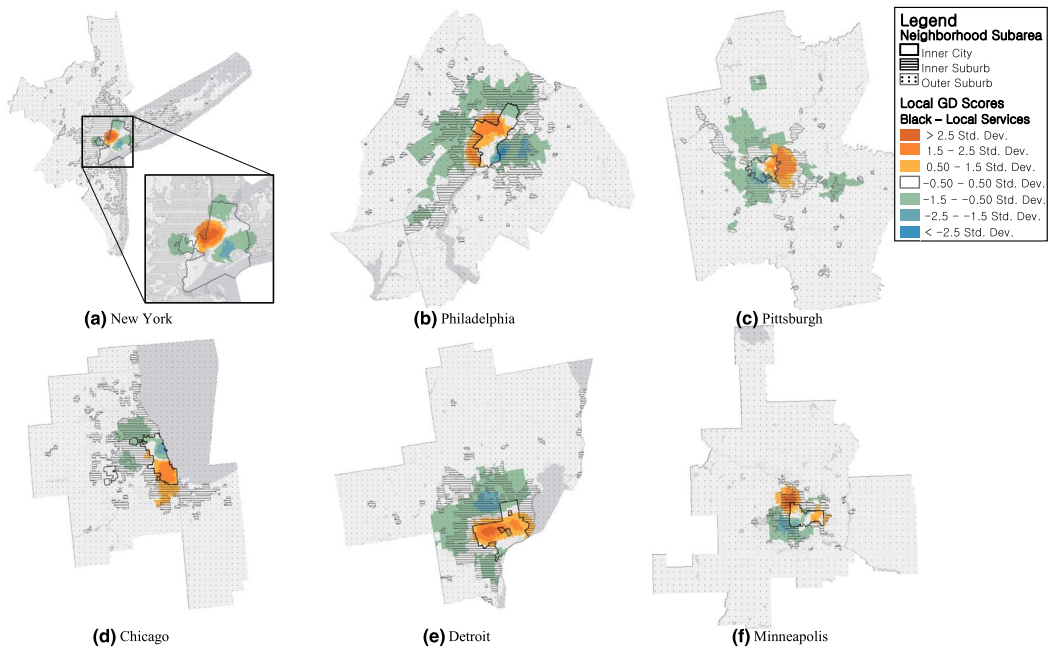 Legend
Neighborhood Subarea
Inner City
Inner Suburb
Outer Suburb
Local GD Scores
Black – Local Services
> 2.5 Std. Dev.
1.5 – 2.5 Std. Dev.
0.50 – 1.5 Std. Dev.
-0.50 – 0.50 Std. Dev.
-1.5 – -0.50 Std. Dev.
-2.5 – -1.5 Std. Dev.
< -2.5 Std. Dev.
(a) New York
(b) Philadelphia
(c) Pittsburgh
(d) Chicago
(e) Detroit
(f) Minneapolis